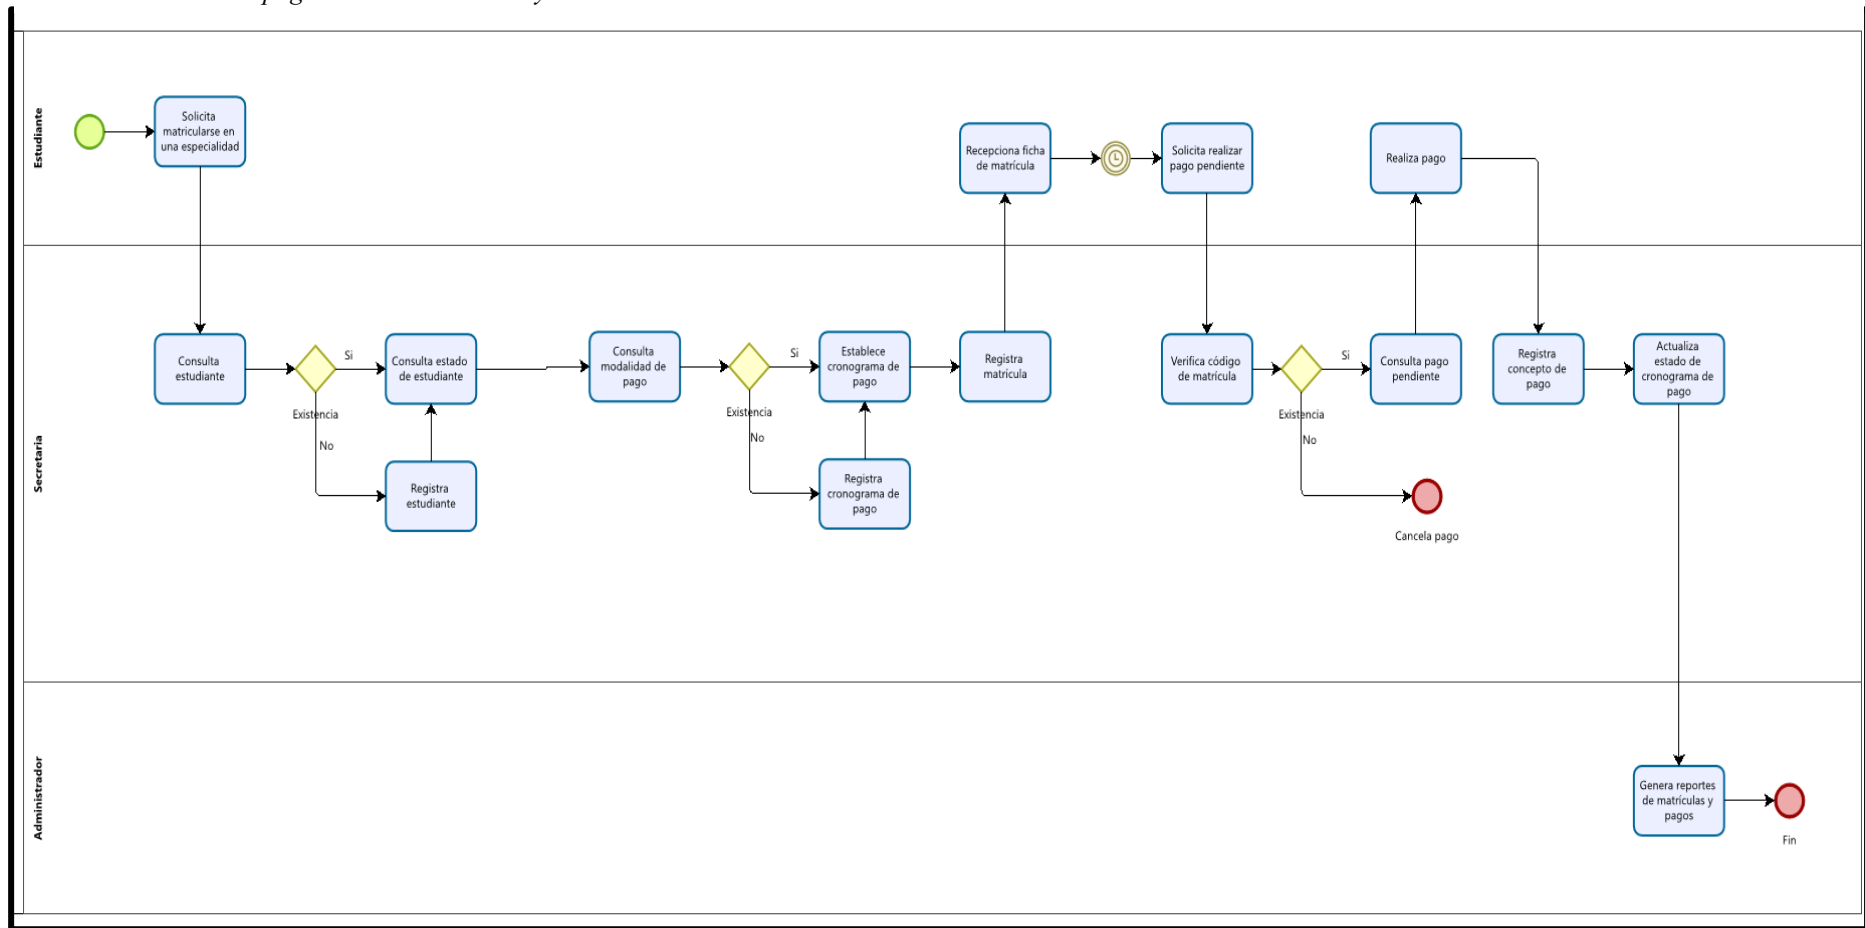 Estudiante
Solicita
matricularse en
una especialidad
Recepciona ficha
de matrícula
Solicita realizar
pago pendiente
Realiza pago
Secretaria
Consulta
estudiante
Existencia
Si
No
Consulta estado
de estudiante
Registra
estudiante
Consulta
modalidad de
pago
Existencia
Si
No
Establece
cronograma de
pago
Registra
cronograma de
pago
Registra
matrícula
Verifica código
de matrícula
Existencia
Si
No
Consulta pago
pendiente
Cancela pago
Registra
concepto de
pago
Actualiza
estado de
cronograma de
pago
Administrador
Genera reportes
de matrículas y
pagos
Fin